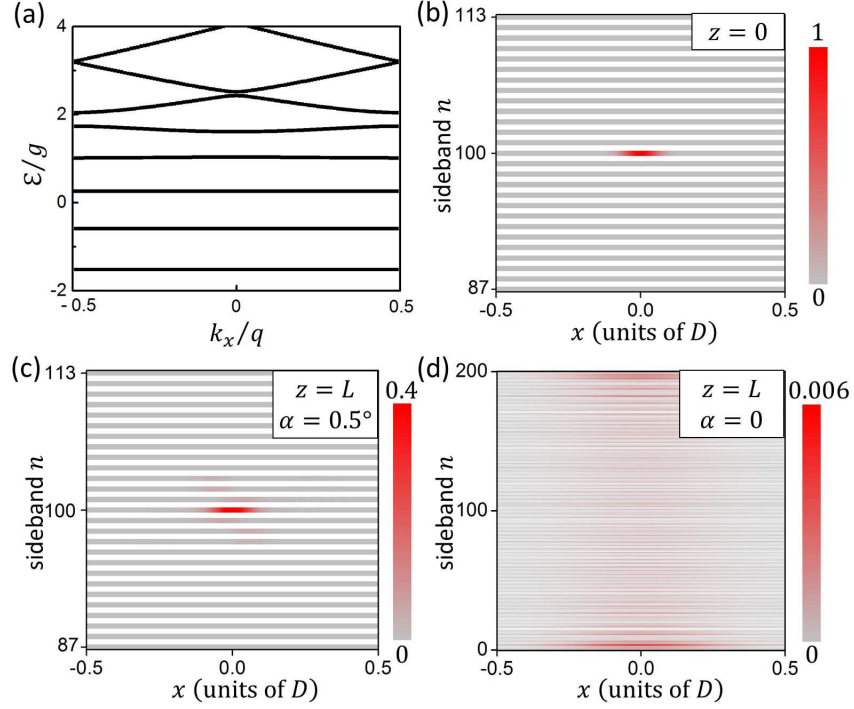 (a)
4
2
0
-2
ε/g
-0.5
0
0.5
kₓ/q
(b)
113
100
87
sideband n
z = 0
1
0
-0.5
0.0
0.5
x (units of D)
(c)
113
100
87
sideband n
z = L
α = 0.5°
0.4
0
-0.5
0.0
0.5
x (units of D)
(d)
200
150
100
50
0
sideband n
z = L
α = 0
0.006
0
-0.5
0.0
0.5
x (units of D)